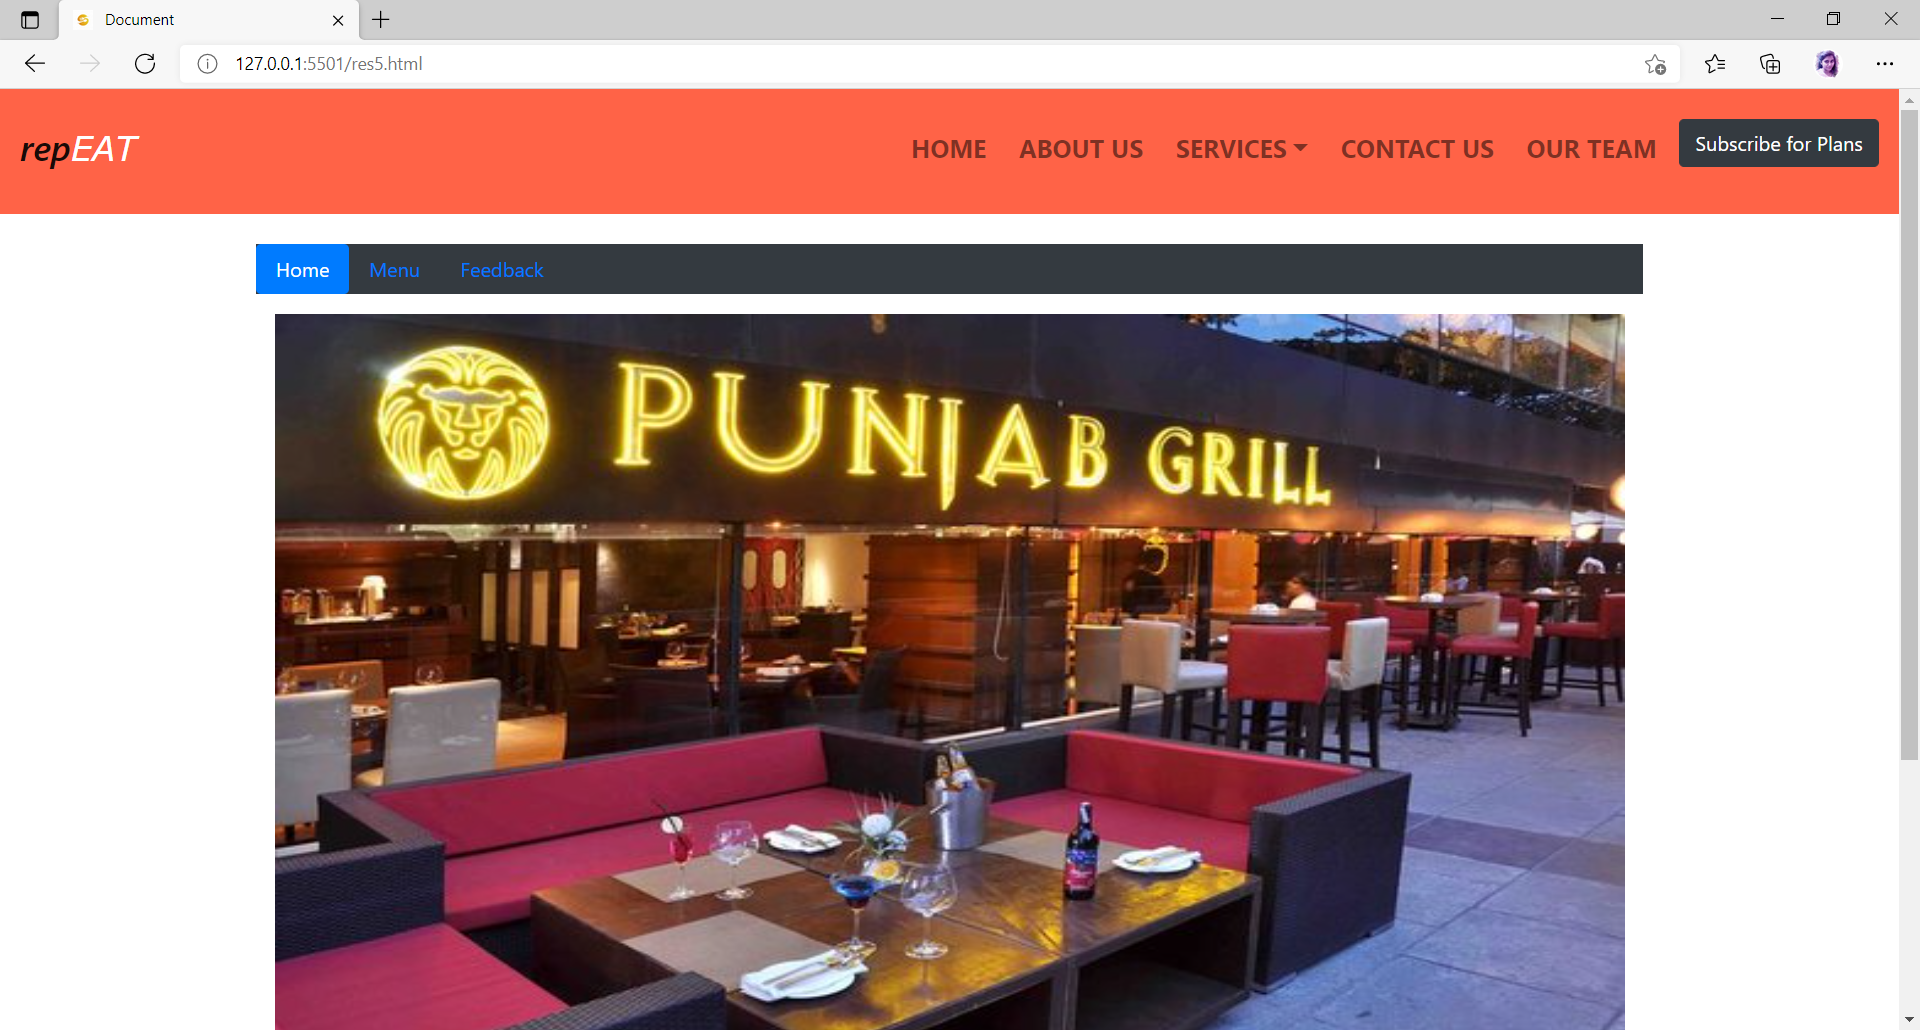 Document
127.0.0.1:5501/res5.html
repEAT
HOME ABOUT US SERVICES CONTACT US OUR TEAM Subscribe for Plans
Home Menu Feedback
PUNJAB GRILL